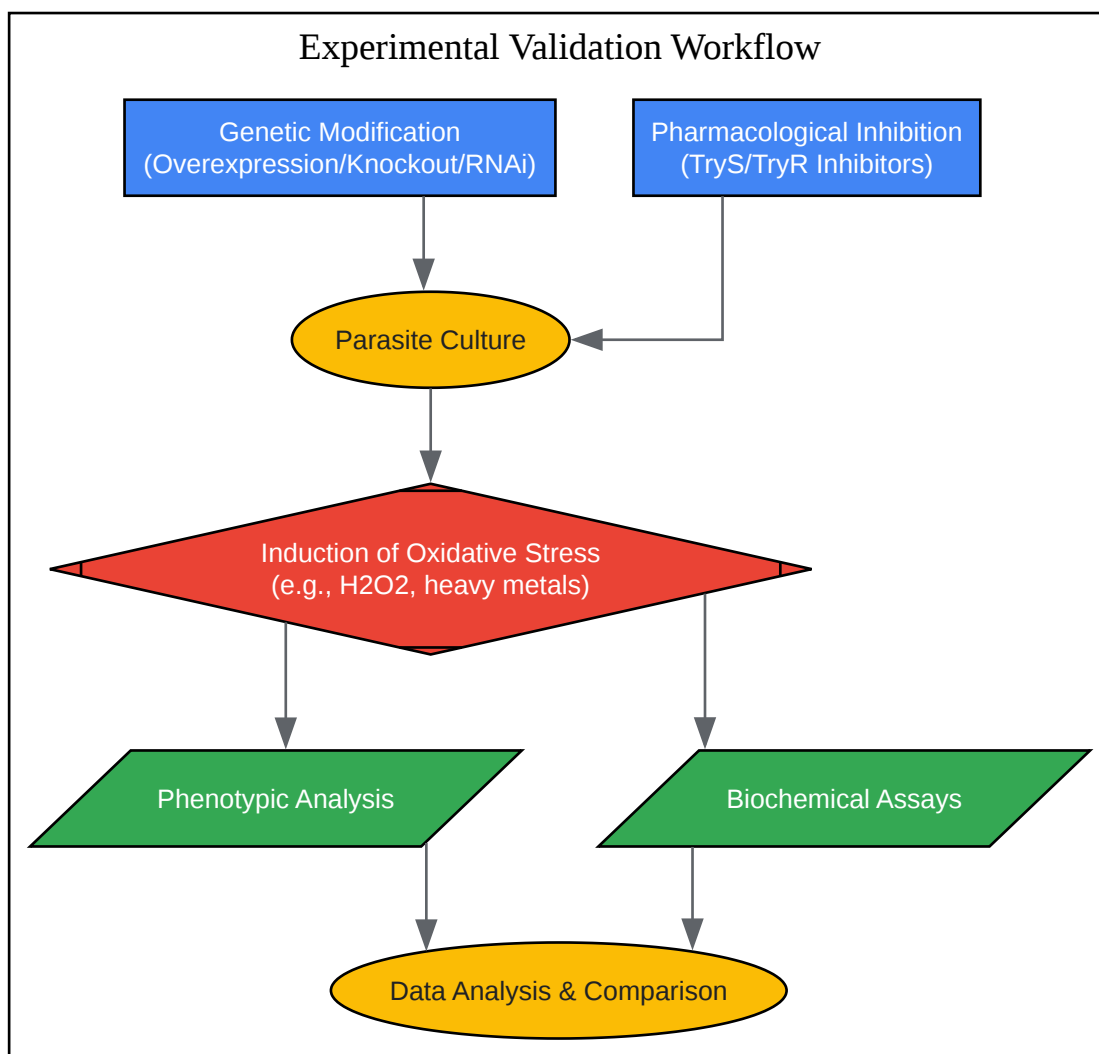 Experimental Validation Workflow
Genetic Modification
(Overexpression/Knockout/RNAi)
Pharmacological Inhibition
(TryS/TryR Inhibitors)
Parasite Culture
Induction of Oxidative Stress
(e.g., H2O2, heavy metals)
Phenotypic Analysis
Biochemical Assays
Data Analysis & Comparison